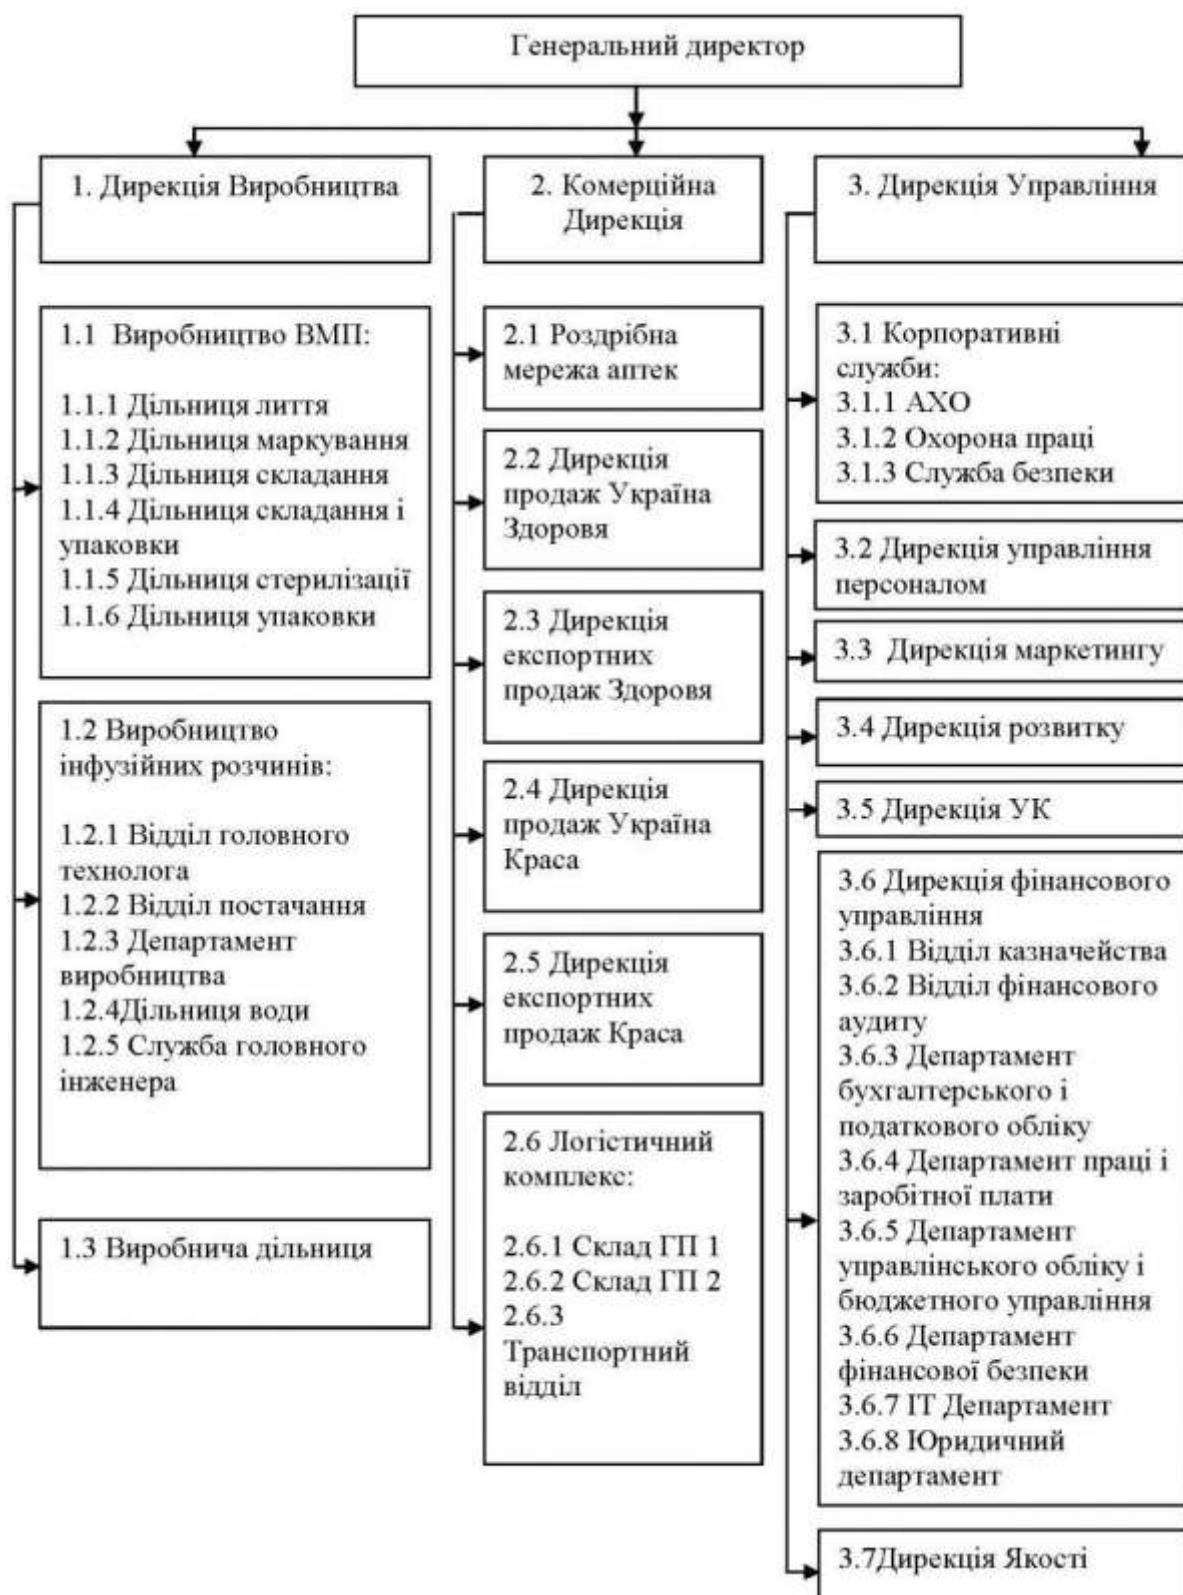 Генеральний директор
1. Дирекція Виробництва
1.1  Виробництво ВМП:
1.1.1 Дільниця лиття
1.1.2 Дільниця маркування
1.1.3 Дільниця складання
1.1.4 Дільниця складання і
упаковки
1.1.5 Дільниця стерилізації
1.1.6 Дільниця упаковки
1.2 Виробництво
інфузійних розчинів:
1.2.1 Відділ головного
технолога
1.2.2 Відділ постачання
1.2.3 Департамент
виробництва
1.2.4Дільниця води
1.2.5 Служба головного
інженера
1.3 Виробнича дільниця
2. Комерційна
Дирекція
2.1 Роздрібна
мережа аптек
2.2 Дирекція
продаж Україна
Здоровя
2.3 Дирекція
експортних
продаж Здоровя
2.4 Дирекція
продаж Україна
Краса
2.5 Дирекція
експортних
продаж Краса
2.6 Логістичний
комплекс:
2.6.1 Склад ГП 1
2.6.2 Склад ГП 2
2.6.3
Транспортний
відділ
3. Дирекція Управління
3.1 Корпоративні
служби:
3.1.1 АХО
3.1.2 Охорона праці
3.1.3 Служба безпеки
3.2 Дирекція управління
персоналом
3.3  Дирекція маркетингу
3.4 Дирекція розвитку
3.5 Дирекція УК
3.6 Дирекція фінансового
управління
3.6.1 Відділ казначейства
3.6.2 Відділ фінансового
аудиту
3.6.3 Департамент
бухгалтерського і
податкового обліку
3.6.4 Департамент праці і
заробітної плати
3.6.5 Департамент
управлінського обліку і
бюджетного управління
3.6.6 Департамент
фінансової безпеки
3.6.7 ІТ Департамент
3.6.8 Юридичний
департамент
3.7Дирекція Якості